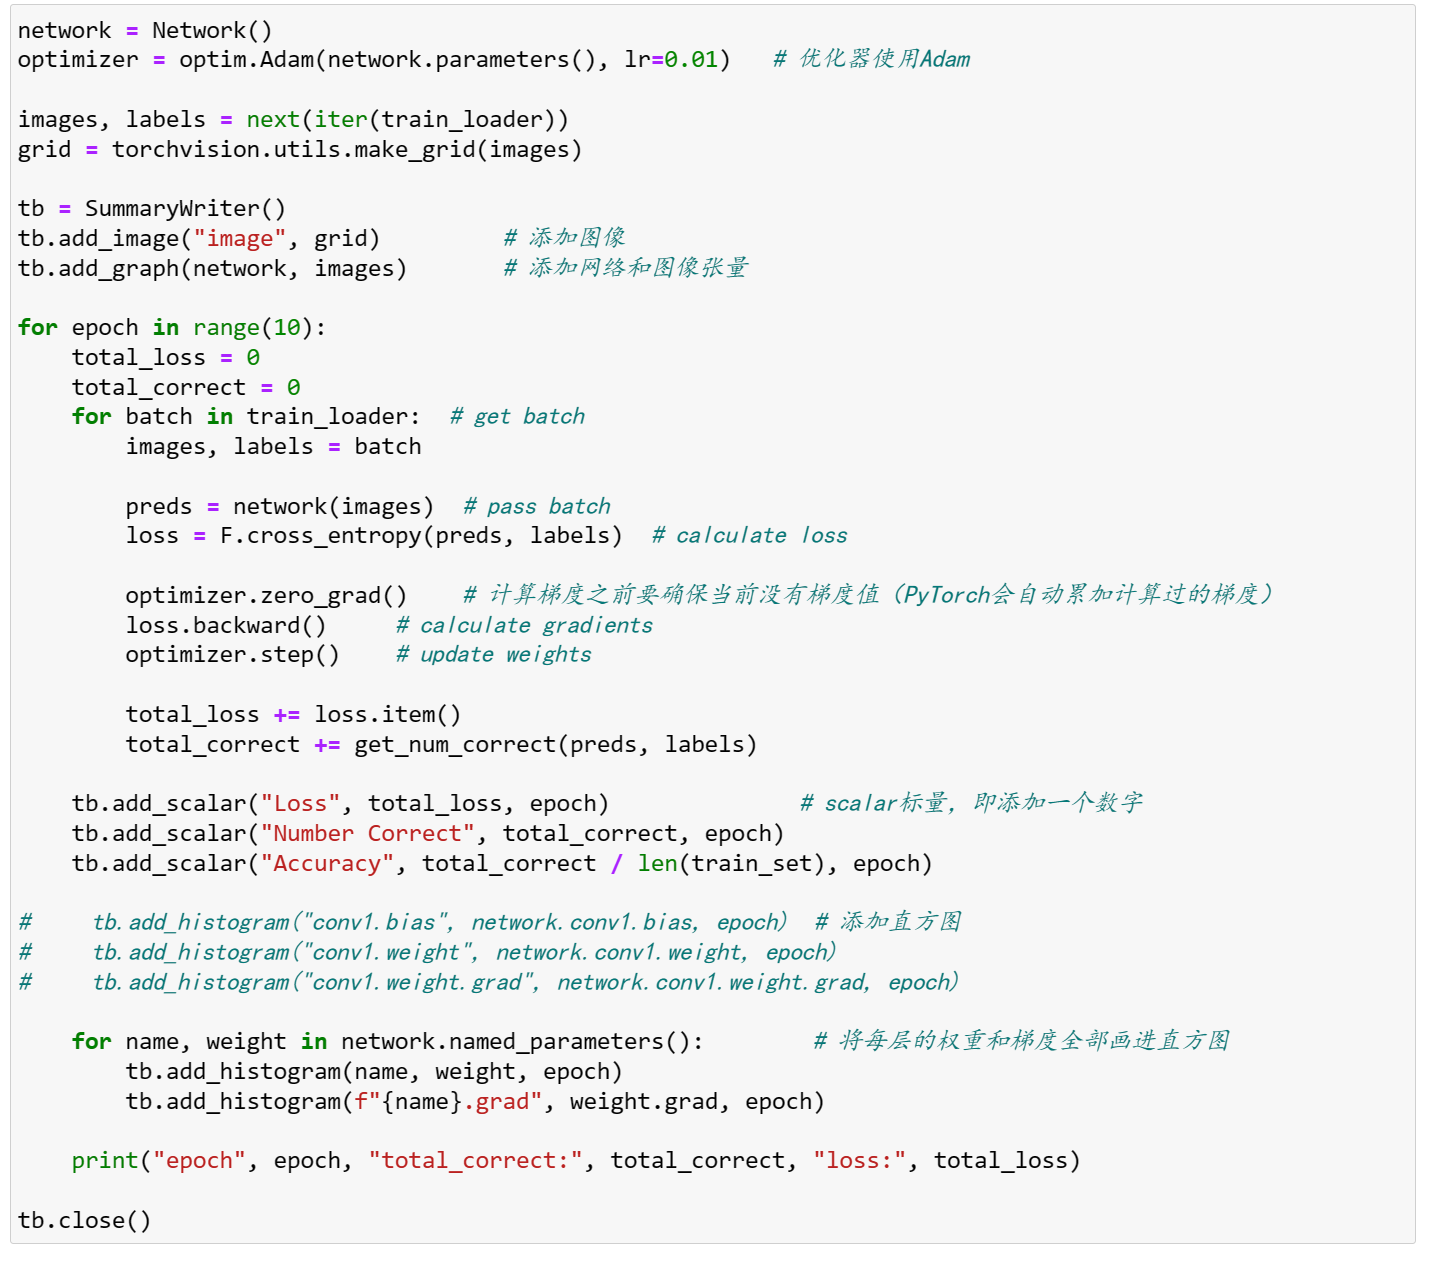 network = Network()
optimizer = optim.Adam(network.parameters(), lr=0.01)   # 优化器使用Adam
images, labels = next(iter(train_loader))
grid = torchvision.utils.make_grid(images)
tb = SummaryWriter()
tb.add_image("image", grid)         # 添加图像
tb.add_graph(network, images)       # 添加网络和图像张量
for epoch in range(10):
    total_loss = 0
    total_correct = 0
    for batch in train_loader:  # get batch
        images, labels = batch
        preds = network(images)  # pass batch
        loss = F.cross_entropy(preds, labels)  # calculate loss
        optimizer.zero_grad()    # 计算梯度之前要确保当前没有梯度值（PyTorch会自动累加计算过的梯度）
        loss.backward()     # calculate gradients
        optimizer.step()    # update weights
        total_loss += loss.item()
        total_correct += get_num_correct(preds, labels)
    tb.add_scalar("Loss", total_loss, epoch)              # scalar标量，即添加一个数字
    tb.add_scalar("Number Correct", total_correct, epoch)
    tb.add_scalar("Accuracy", total_correct / len(train_set), epoch)
#     tb.add_histogram("conv1.bias", network.conv1.bias, epoch)  # 添加直方图
#     tb.add_histogram("conv1.weight", network.conv1.weight, epoch)
#     tb.add_histogram("conv1.weight.grad", network.conv1.weight.grad, epoch)
    for name, weight in network.named_parameters():        # 将每层的权重和梯度全部画进直方图
        tb.add_histogram(name, weight, epoch)
        tb.add_histogram(f"{name}.grad", weight.grad, epoch)
    print("epoch", epoch, "total_correct:", total_correct, "loss:", total_loss)
tb.close()